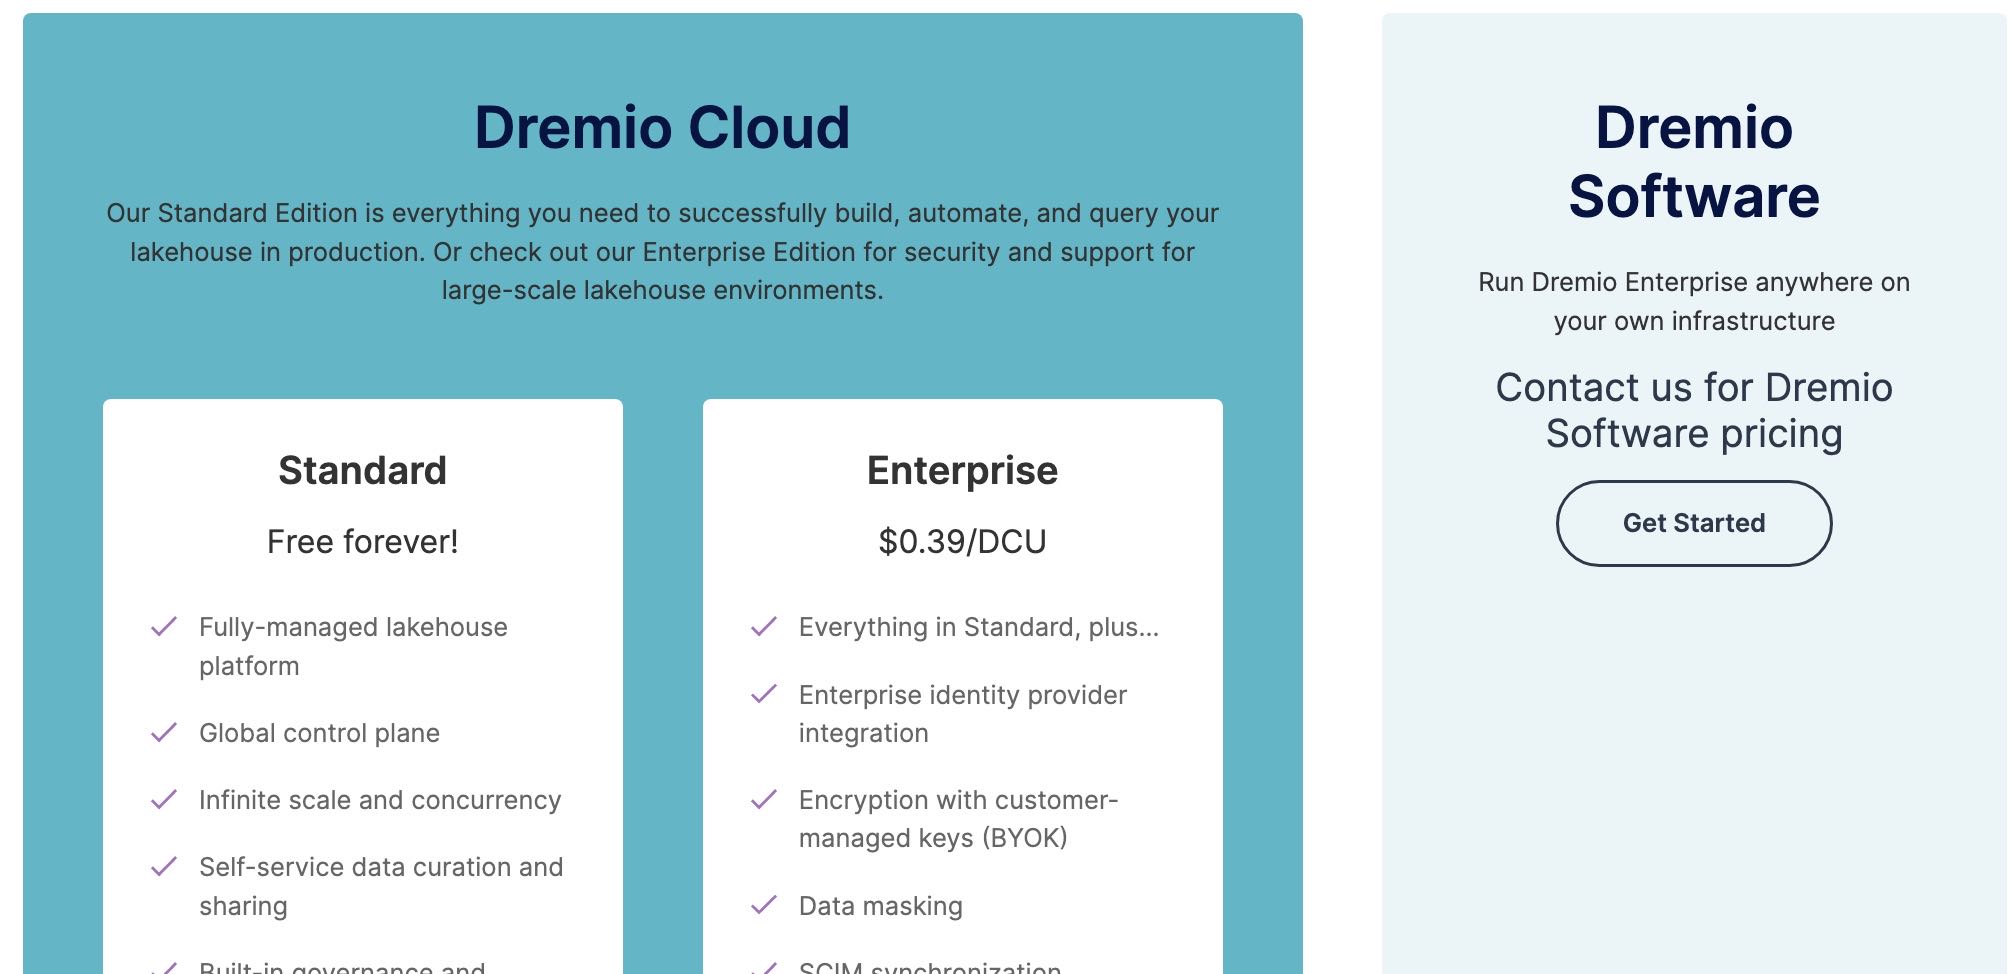 Dremio Cloud
Our Standard Edition is everything you need to successfully build, automate, and query your
lakehouse in production. Or check out our Enterprise Edition for security and support for
large-scale lakehouse environments.
Standard
Free forever!
Fully-managed lakehouse
platform
Global control plane
Infinite scale and concurrency
Self-service data curation and
sharing
Built-in governance and
Enterprise
$0.39/DCU
Everything in Standard, plus...
Enterprise identity provider
integration
Encryption with customer-
managed keys (BYOK)
Data masking
SCIM synchronization
Dremio
Software
Run Dremio Enterprise anywhere on
your own infrastructure
Contact us for Dremio
Software pricing
Get Started